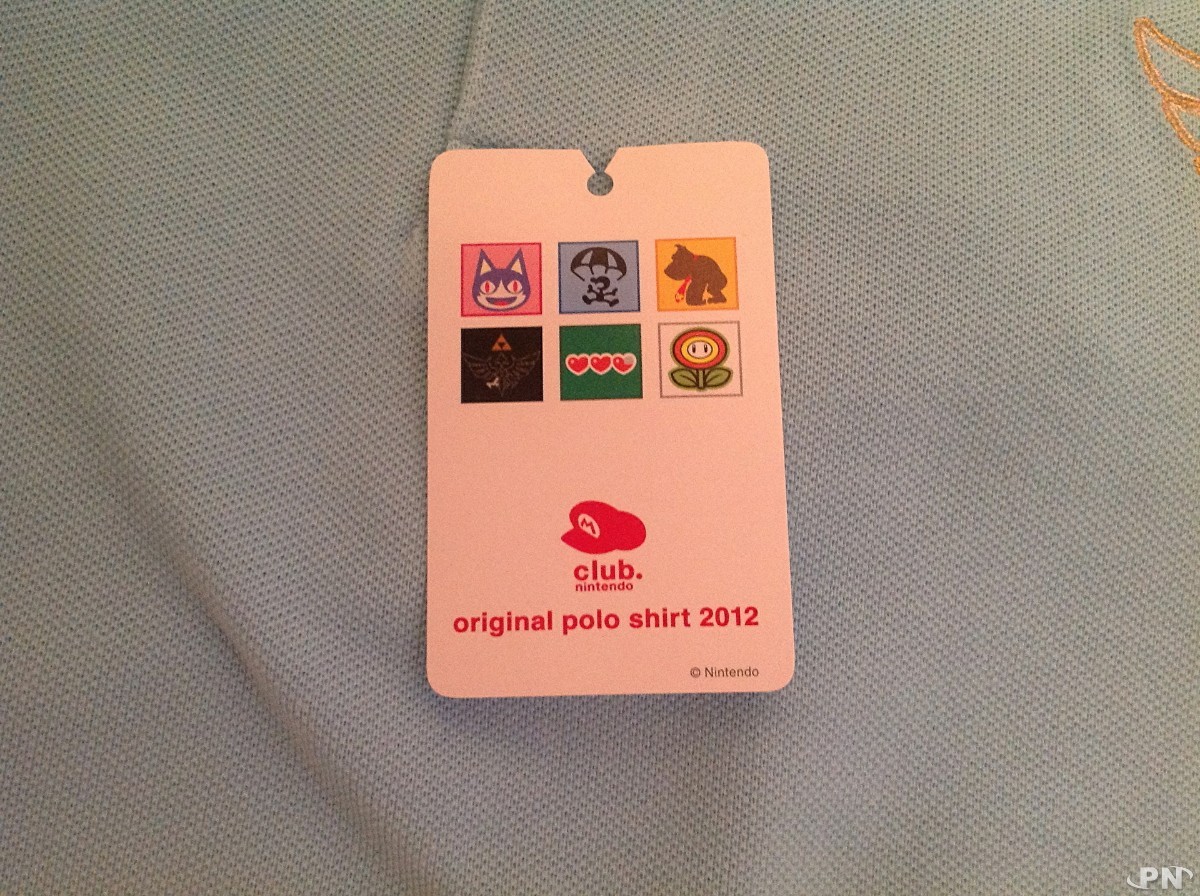 M
club.
nintendo
original polo shirt 2012
© Nintendo
PN